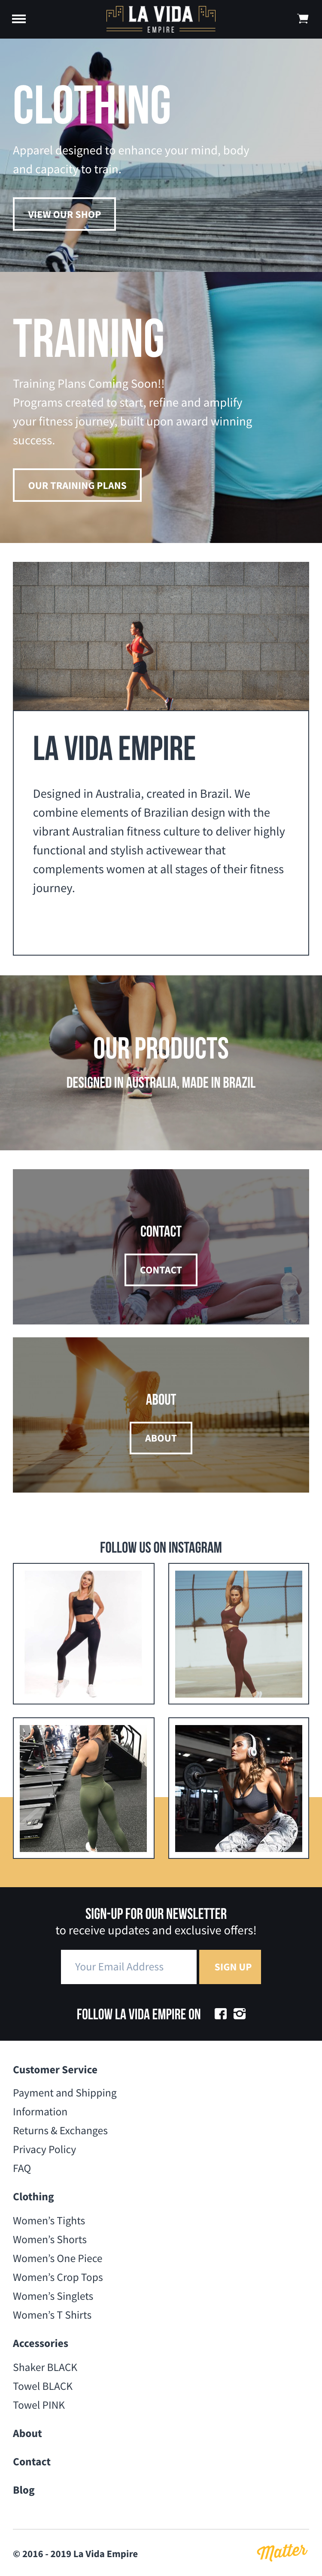 LA VIDA
EMPIRE
CLOTHING
Apparel designed to enhance your mind, body
and capacity to train.
VIEW OUR SHOP
TRAINING
Training Plans Coming Soon!!
Programs created to start, refine and amplify
your fitness journey, built upon award winning
success.
OUR TRAINING PLANS
LA VIDA EMPIRE
Designed in Australia, created in Brazil. We
combine elements of Brazilian design with the
vibrant Australian fitness culture to deliver highly
functional and stylish activewear that
complements women at all stages of their fitness
journey.
OUR PRODUCTS
DESIGNED IN AUSTRALIA, MADE IN BRAZIL
CONTACT
CONTACT
ABOUT
ABOUT
FOLLOW US ON INSTAGRAM
SIGN-UP FOR OUR NEWSLETTER
to receive updates and exclusive offers!
Your Email Address
SIGN UP
FOLLOW LA VIDA EMPIRE ON
Customer Service
Payment and Shipping
Information
Returns & Exchanges
Privacy Policy
FAQ
Clothing
Women's Tights
Women's Shorts
Women's One Piece
Women's Crop Tops
Women's Singlets
Women's T Shirts
Accessories
Shaker BLACK
Towel BLACK
Towel PINK
About
Contact
Blog
© 2016 - 2019 La Vida Empire
Matter